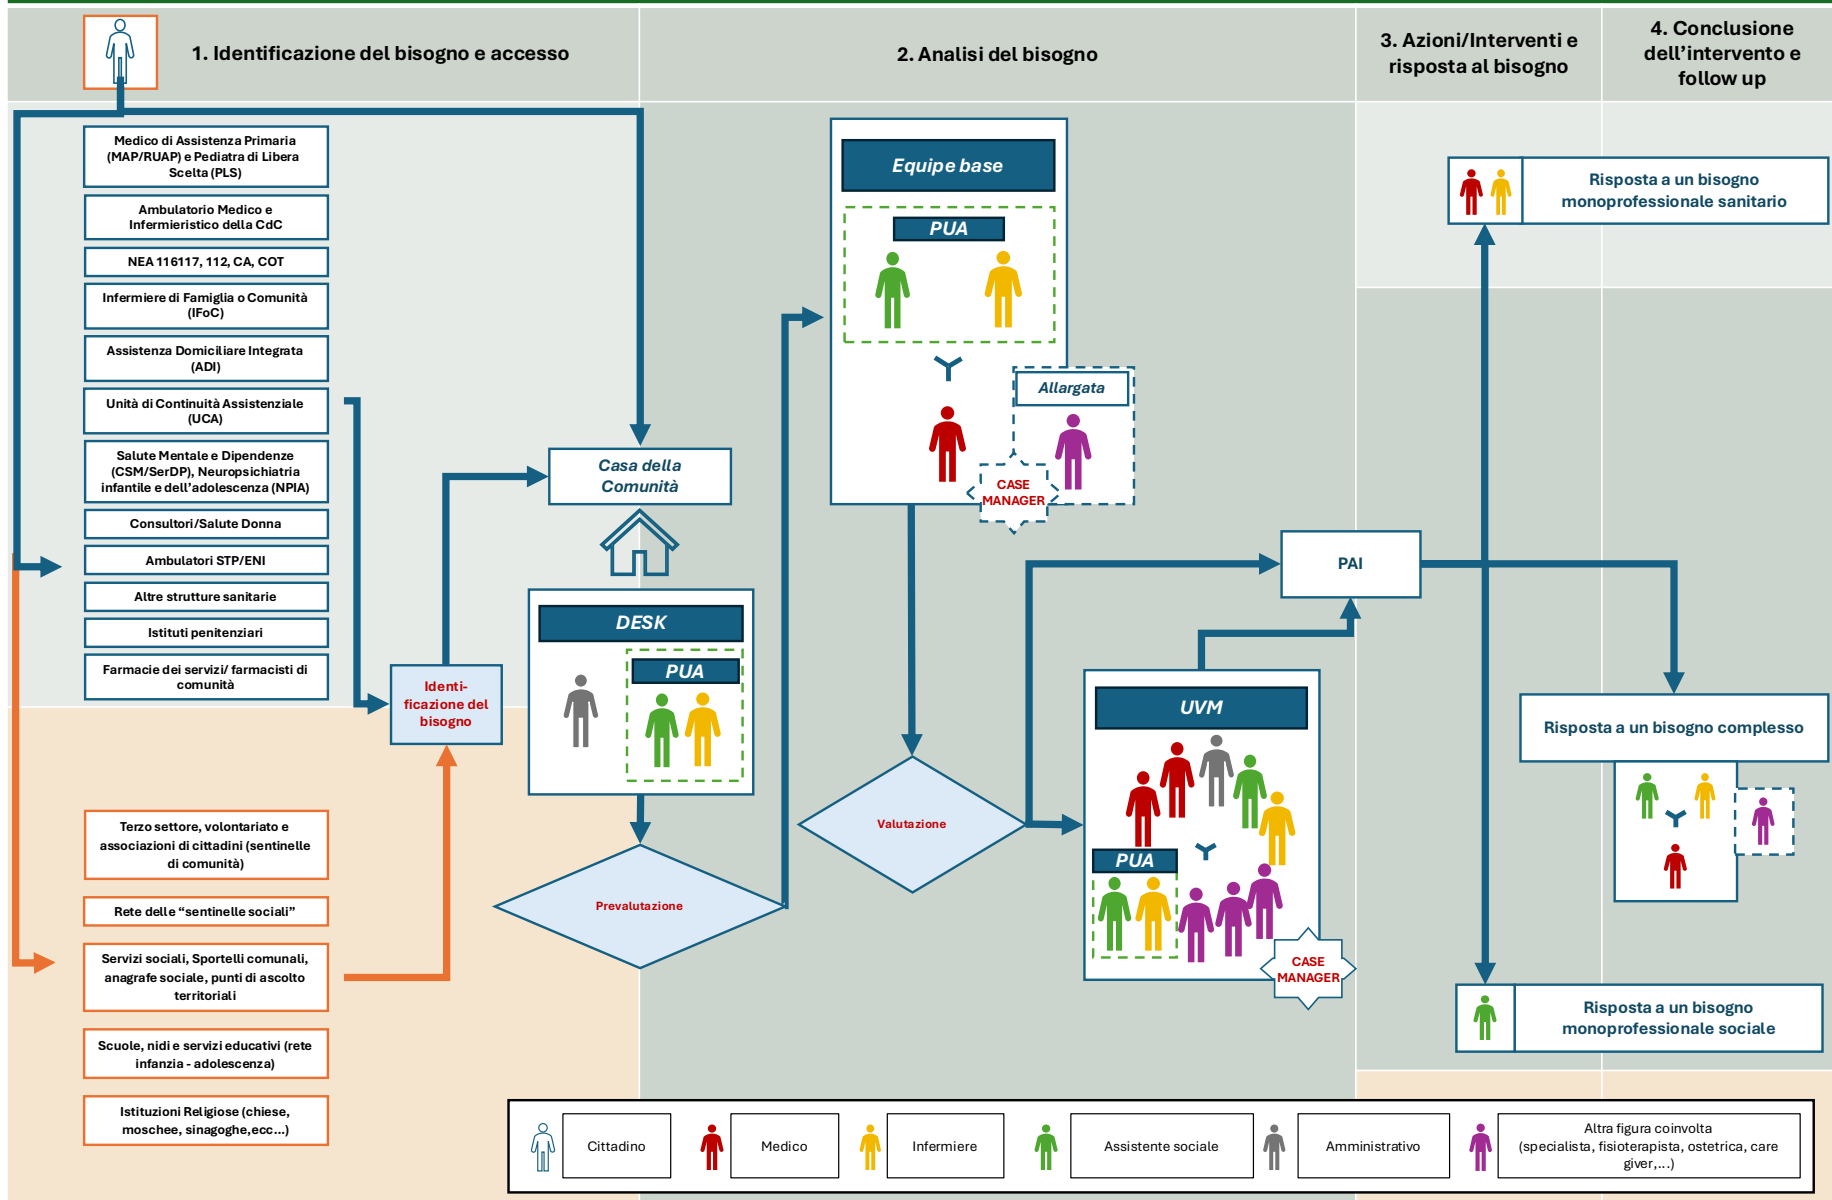 1. Identificazione del bisogno e accesso
2. Analisi del bisogno
3. Azioni/Interventi e
risposta al bisogno
4. Conclusione
dell'intervento e
follow up
Medico di Assistenza Primaria
(MAP/RUAP) e Pediatra di Libera
Scelta (PLS)
Ambulatorio Medico e
Infermieristico della CdC
NEA 116117, 112, CA, COT
Infermiere di Famiglia o Comunità
(IFoC)
Assistenza Domiciliare Integrata
(ADI)
Unità di Continuità Assistenziale
(UCA)
Salute Mentale e Dipendenze
(CSM/SerDP), Neuropsichiatria
infantile e dell'adolescenza (NPIA)
Consultori/Salute Donna
Ambulatori STP/ENI
Altre strutture sanitarie
Istituti penitenziari
Farmacie dei servizi/ farmacisti di
comunità
Terzo settore, volontariato e
associazioni di cittadini (sentinelle
di comunità)
Rete delle “sentinelle sociali”
Servizi sociali, Sportelli comunali,
anagrafe sociale, punti di ascolto
territoriali
Scuole, nidi e servizi educativi (rete
infanzia - adolescenza)
Istituzioni Religiose (chiese,
moschee, sinagoghe,ecc...)
Identi-
ficazione del
bisogno
Casa della
Comunità
DESK
PUA
Prevalutazione
Equipe base
PUA
Allargata
CASE
MANAGER
Valutazione
UVM
PUA
CASE
MANAGER
PAI
Risposta a un bisogno
monoprofessionale sanitario
Risposta a un bisogno complesso
Risposta a un bisogno
monoprofessionale sociale
Cittadino
Medico
Infermiere
Assistente sociale
Amministrativo
Altra figura coinvolta
(specialista, fisioterapista, ostetrica, care
giver,...)